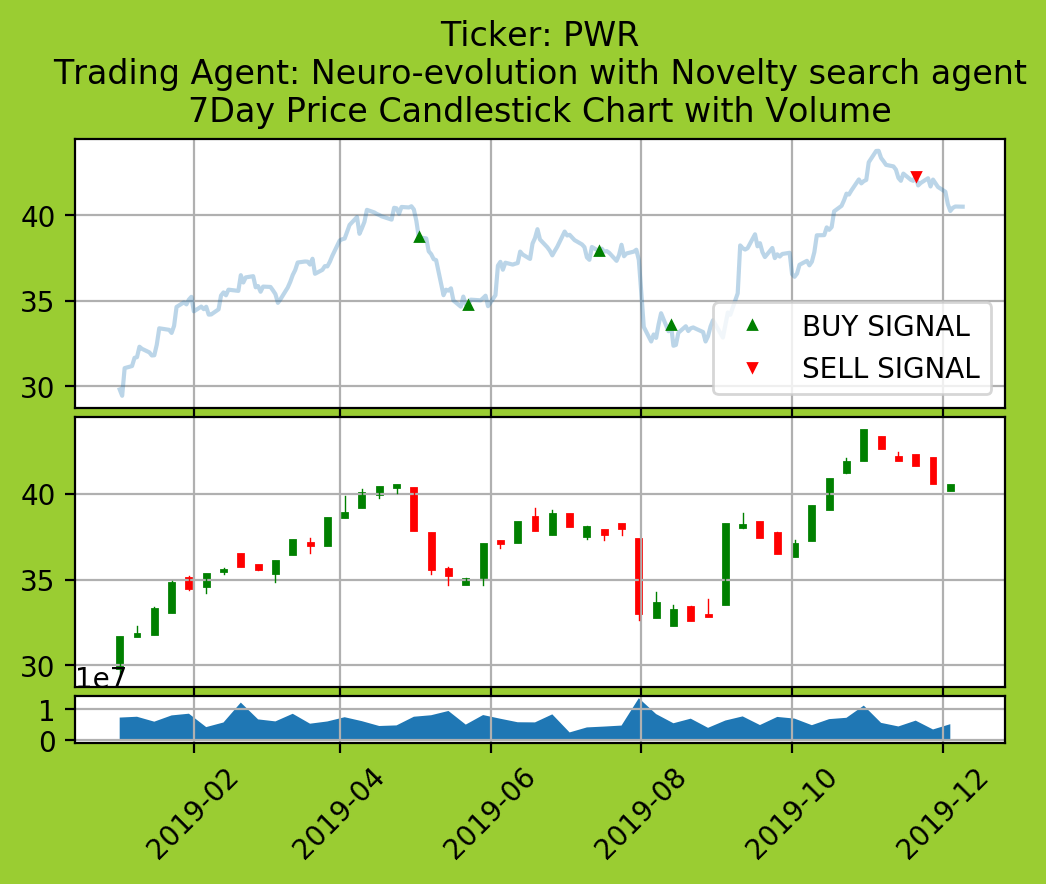 Ticker: PWR
Trading Agent: Neuro-evolution with Novelty search agent
7Day Price Candlestick Chart with Volume
40
35
30
BUY SIGNAL
SELL SIGNAL
40
35
30
1e7
1
0
2019-02
2019-04
2019-06
2019-08
2019-10
2019-12